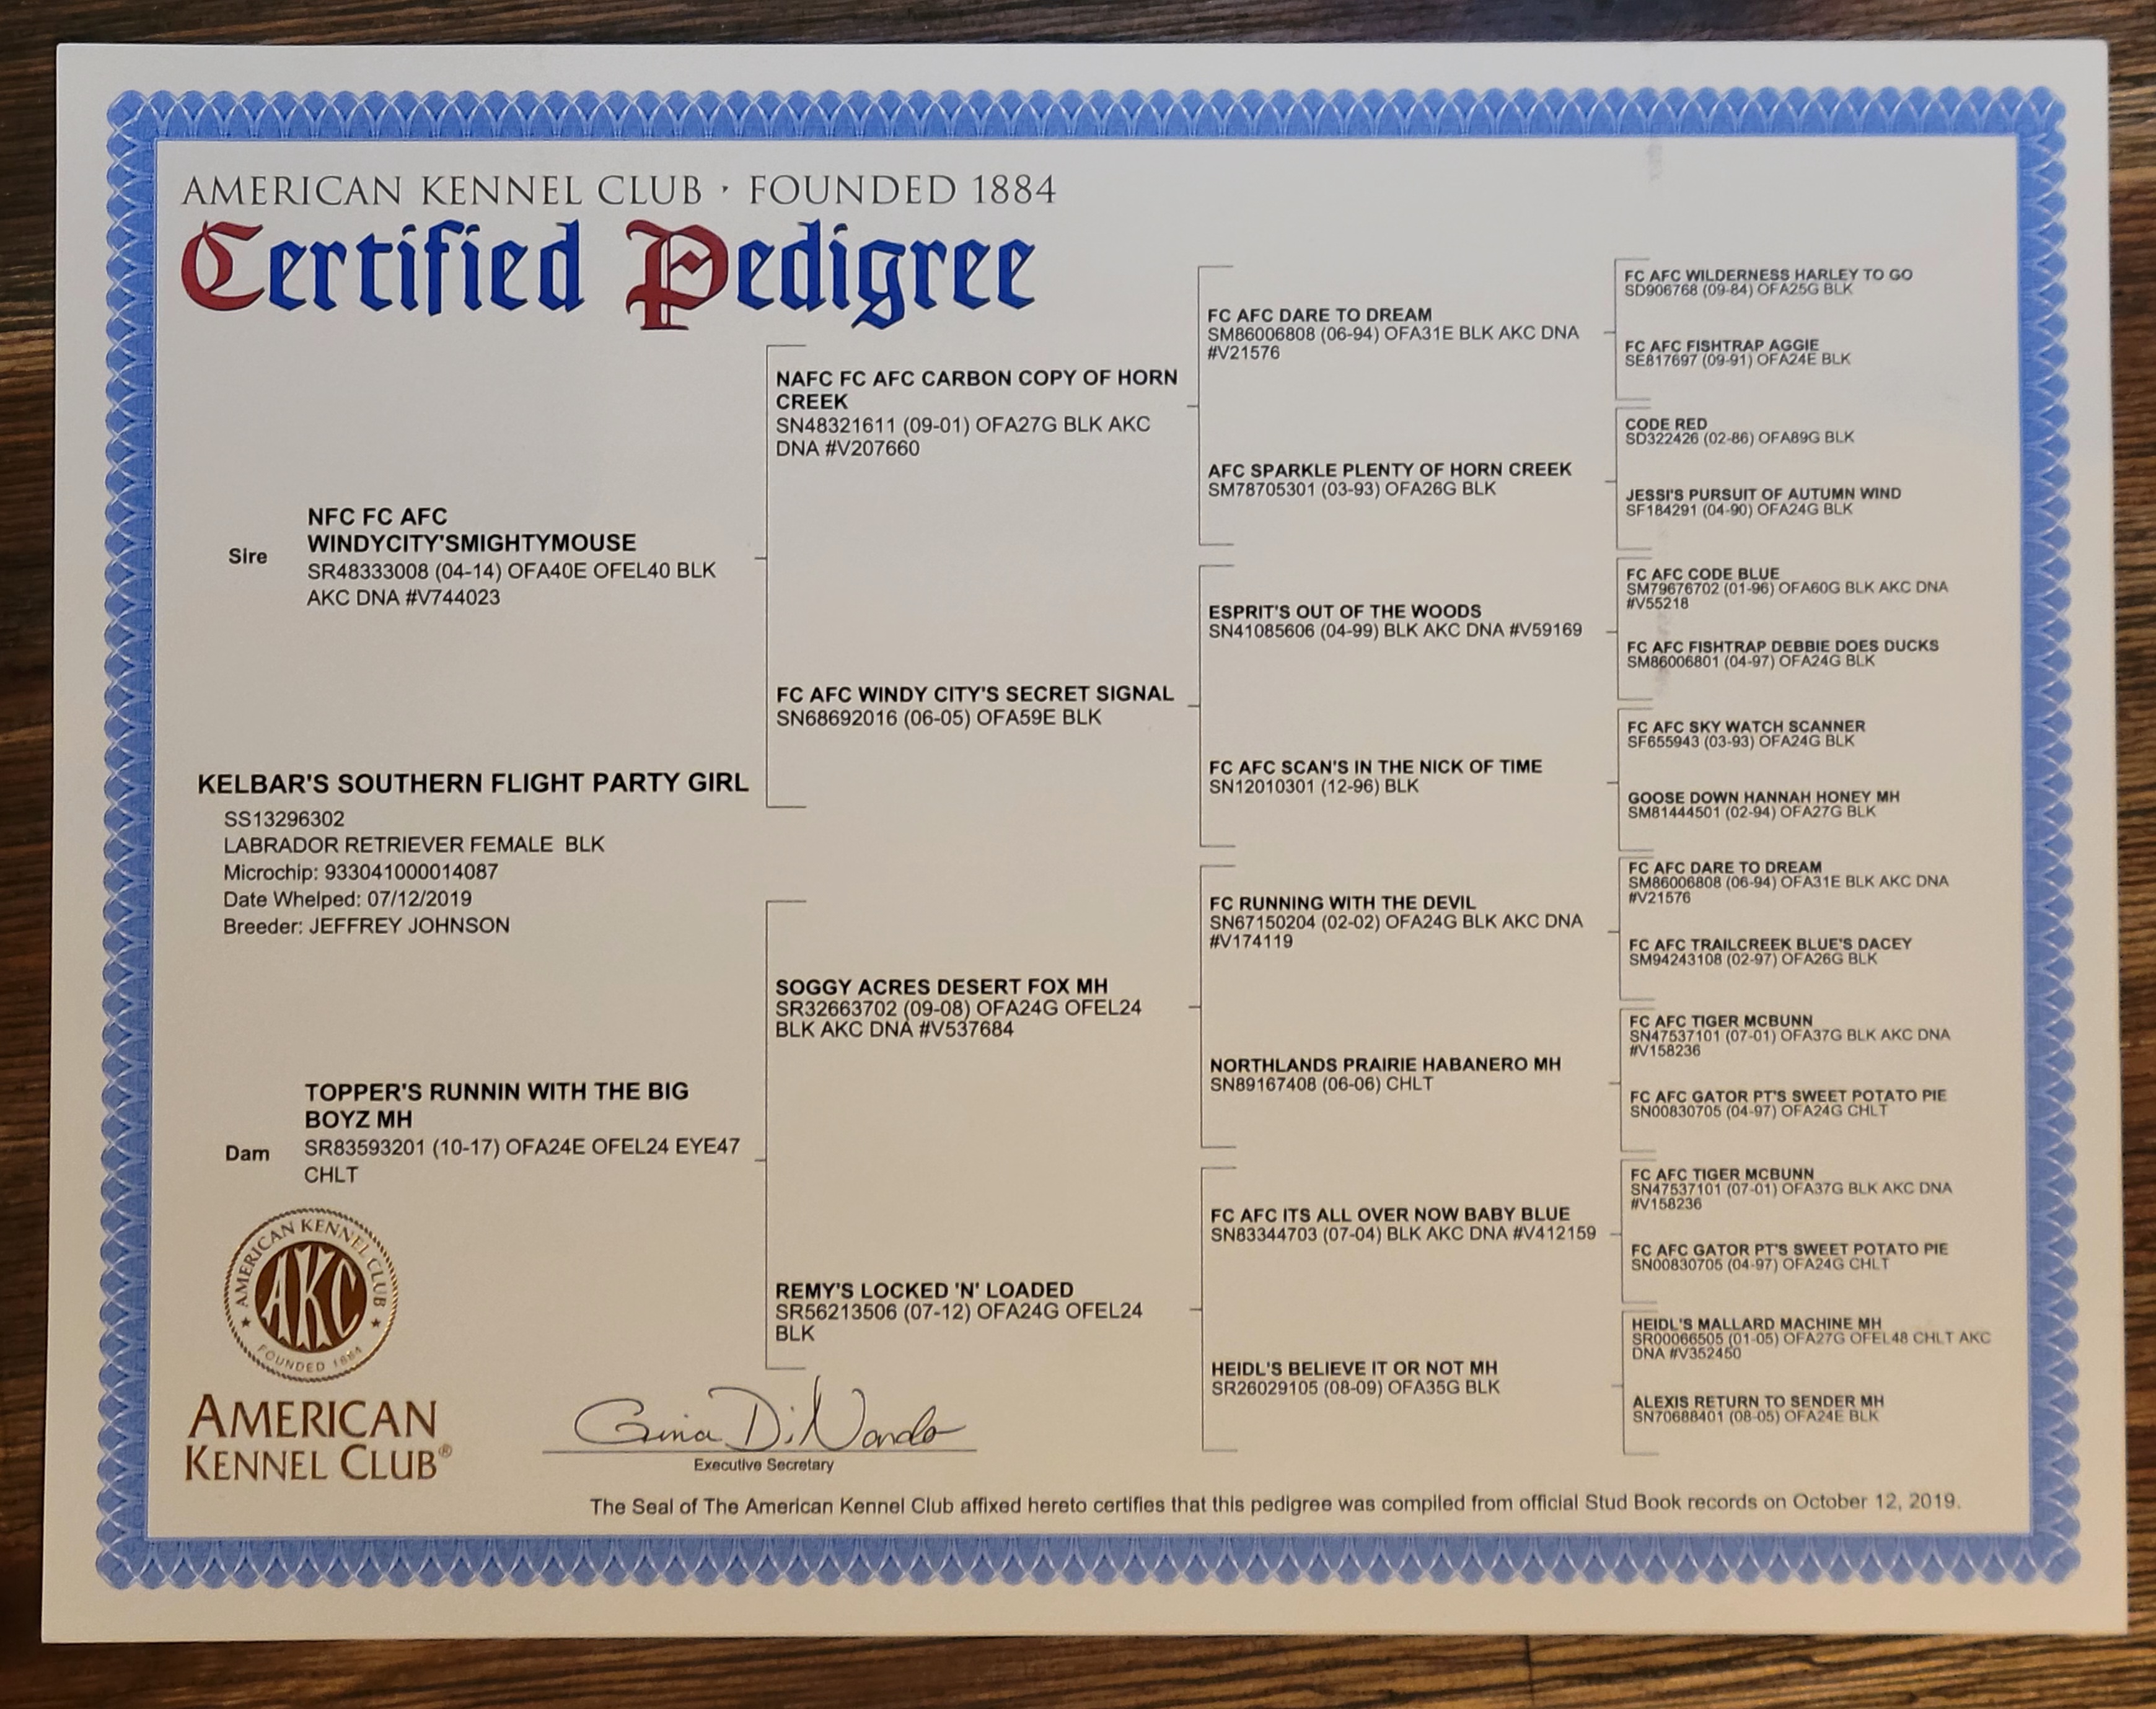 AMERICAN KENNEL CLUB · FOUNDED 1884
Certified Pedigree
Sire
NFC FC AFC
WINDYCITY'SMIGHTYMOUSE
SR48333008 (04-14) OFA40E OFEL40 BLK
AKC DNA #V744023
KELBAR'S SOUTHERN FLIGHT PARTY GIRL
SS13296302
LABRADOR RETRIEVER FEMALE BLK
Microchip: 933041000014087
Date Whelped: 07/12/2019
Breeder: JEFFREY JOHNSON
Dam
TOPPER'S RUNNIN WITH THE BIG
BOYZ MH
SR83593201 (10-17) OFA24E OFEL24 EYE47
CHLT
NAFC FC AFC CARBON COPY OF HORN
CREEK
SN48321611 (09-01) OFA27G BLK AKC
DNA #V207660
FC AFC WINDY CITY'S SECRET SIGNAL
SN68692016 (06-05) OFA59E BLK
SOGGY ACRES DESERT FOX MH
SR32663702 (09-08) OFA24G OFEL24
BLK AKC DNA #V537684
REMY'S LOCKED 'N' LOADED
SR56213506 (07-12) OFA24G OFEL24
BLK
FC AFC DARE TO DREAM
SM86006808 (06-94) OFA31E BLK AKC DNA
#V21576
AFC SPARKLE PLENTY OF HORN CREEK
SM78705301 (03-93) OFA26G BLK
ESPRIT'S OUT OF THE WOODS
SN41085606 (04-99) BLK AKC DNA #V59169
FC AFC SCAN'S IN THE NICK OF TIME
SN12010301 (12-96) BLK
FC RUNNING WITH THE DEVIL
SN67150204 (02-02) OFA24G BLK AKC DNA
#V174119
NORTHLANDS PRAIRIE HABANERO MH
SN89167408 (06-06) CHLT
FC AFC ITS ALL OVER NOW BABY BLUE
SN83344703 (07-04) BLK AKC DNA #V412159
HEIDL'S BELIEVE IT OR NOT MH
SR26029105 (08-09) OFA35G BLK
FC AFC WILDERNESS HARLEY TO GO
SD906768 (09-84) OFA25G BLK
FC AFC FISHTRAP AGGIE
SE817697 (09-91) OFA24E BLK
CODE RED
SD322426 (02-86) OFA89G BLK
JESSI'S PURSUIT OF AUTUMN WIND
SF184291 (04-90) OFA24G BLK
FC AFC CODE BLUE
SM79676702 (01-96) OFA60G BLK AKC DNA
#V55218
FC AFC FISHTRAP DEBBIE DOES DUCKS
SM86006801 (04-97) OFA24G BLK
FC AFC SKY WATCH SCANNER
SF655943 (03-93) OFA24G BLK
GOOSE DOWN HANNAH HONEY MH
SM81444501 (02-94) OFA27G BLK
FC AFC DARE TO DREAM
SM86006808 (06-94) OFA31E BLK AKC DNA
#V21576
FC AFC TRAILCREEK BLUE'S DACEY
SM94243108 (02-97) OFA26G BLK
FC AFC TIGER MCBUNN
SN47537101 (07-01) OFA37G BLK AKC DNA
#V158236
FC AFC GATOR PT'S SWEET POTATO PIE
SN00830705 (04-97) OFA24G CHLT
FC AFC TIGER MCBUNN
SN47537101 (07-01) OFA37G BLK AKC DNA
#V158236
FC AFC GATOR PT'S SWEET POTATO PIE
SN00830705 (04-97) OFA24G CHLT
HEIDL'S MALLARD MACHINE MH
SR00066505 (01-05) OFA27G OFEL48 CHLT AKC
DNA #V352450
ALEXIS RETURN TO SENDER MH
SN70688401 (08-05) OFA24E BLK
AMERICAN KENNEL CLUB
AKC
FOUNDED 1884
AMERICAN
KENNEL CLUB®
Gina DiNardo
Executive Secretary
The Seal of The American Kennel Club affixed hereto certifies that this pedigree was compiled from official Stud Book records on October 12, 2019.